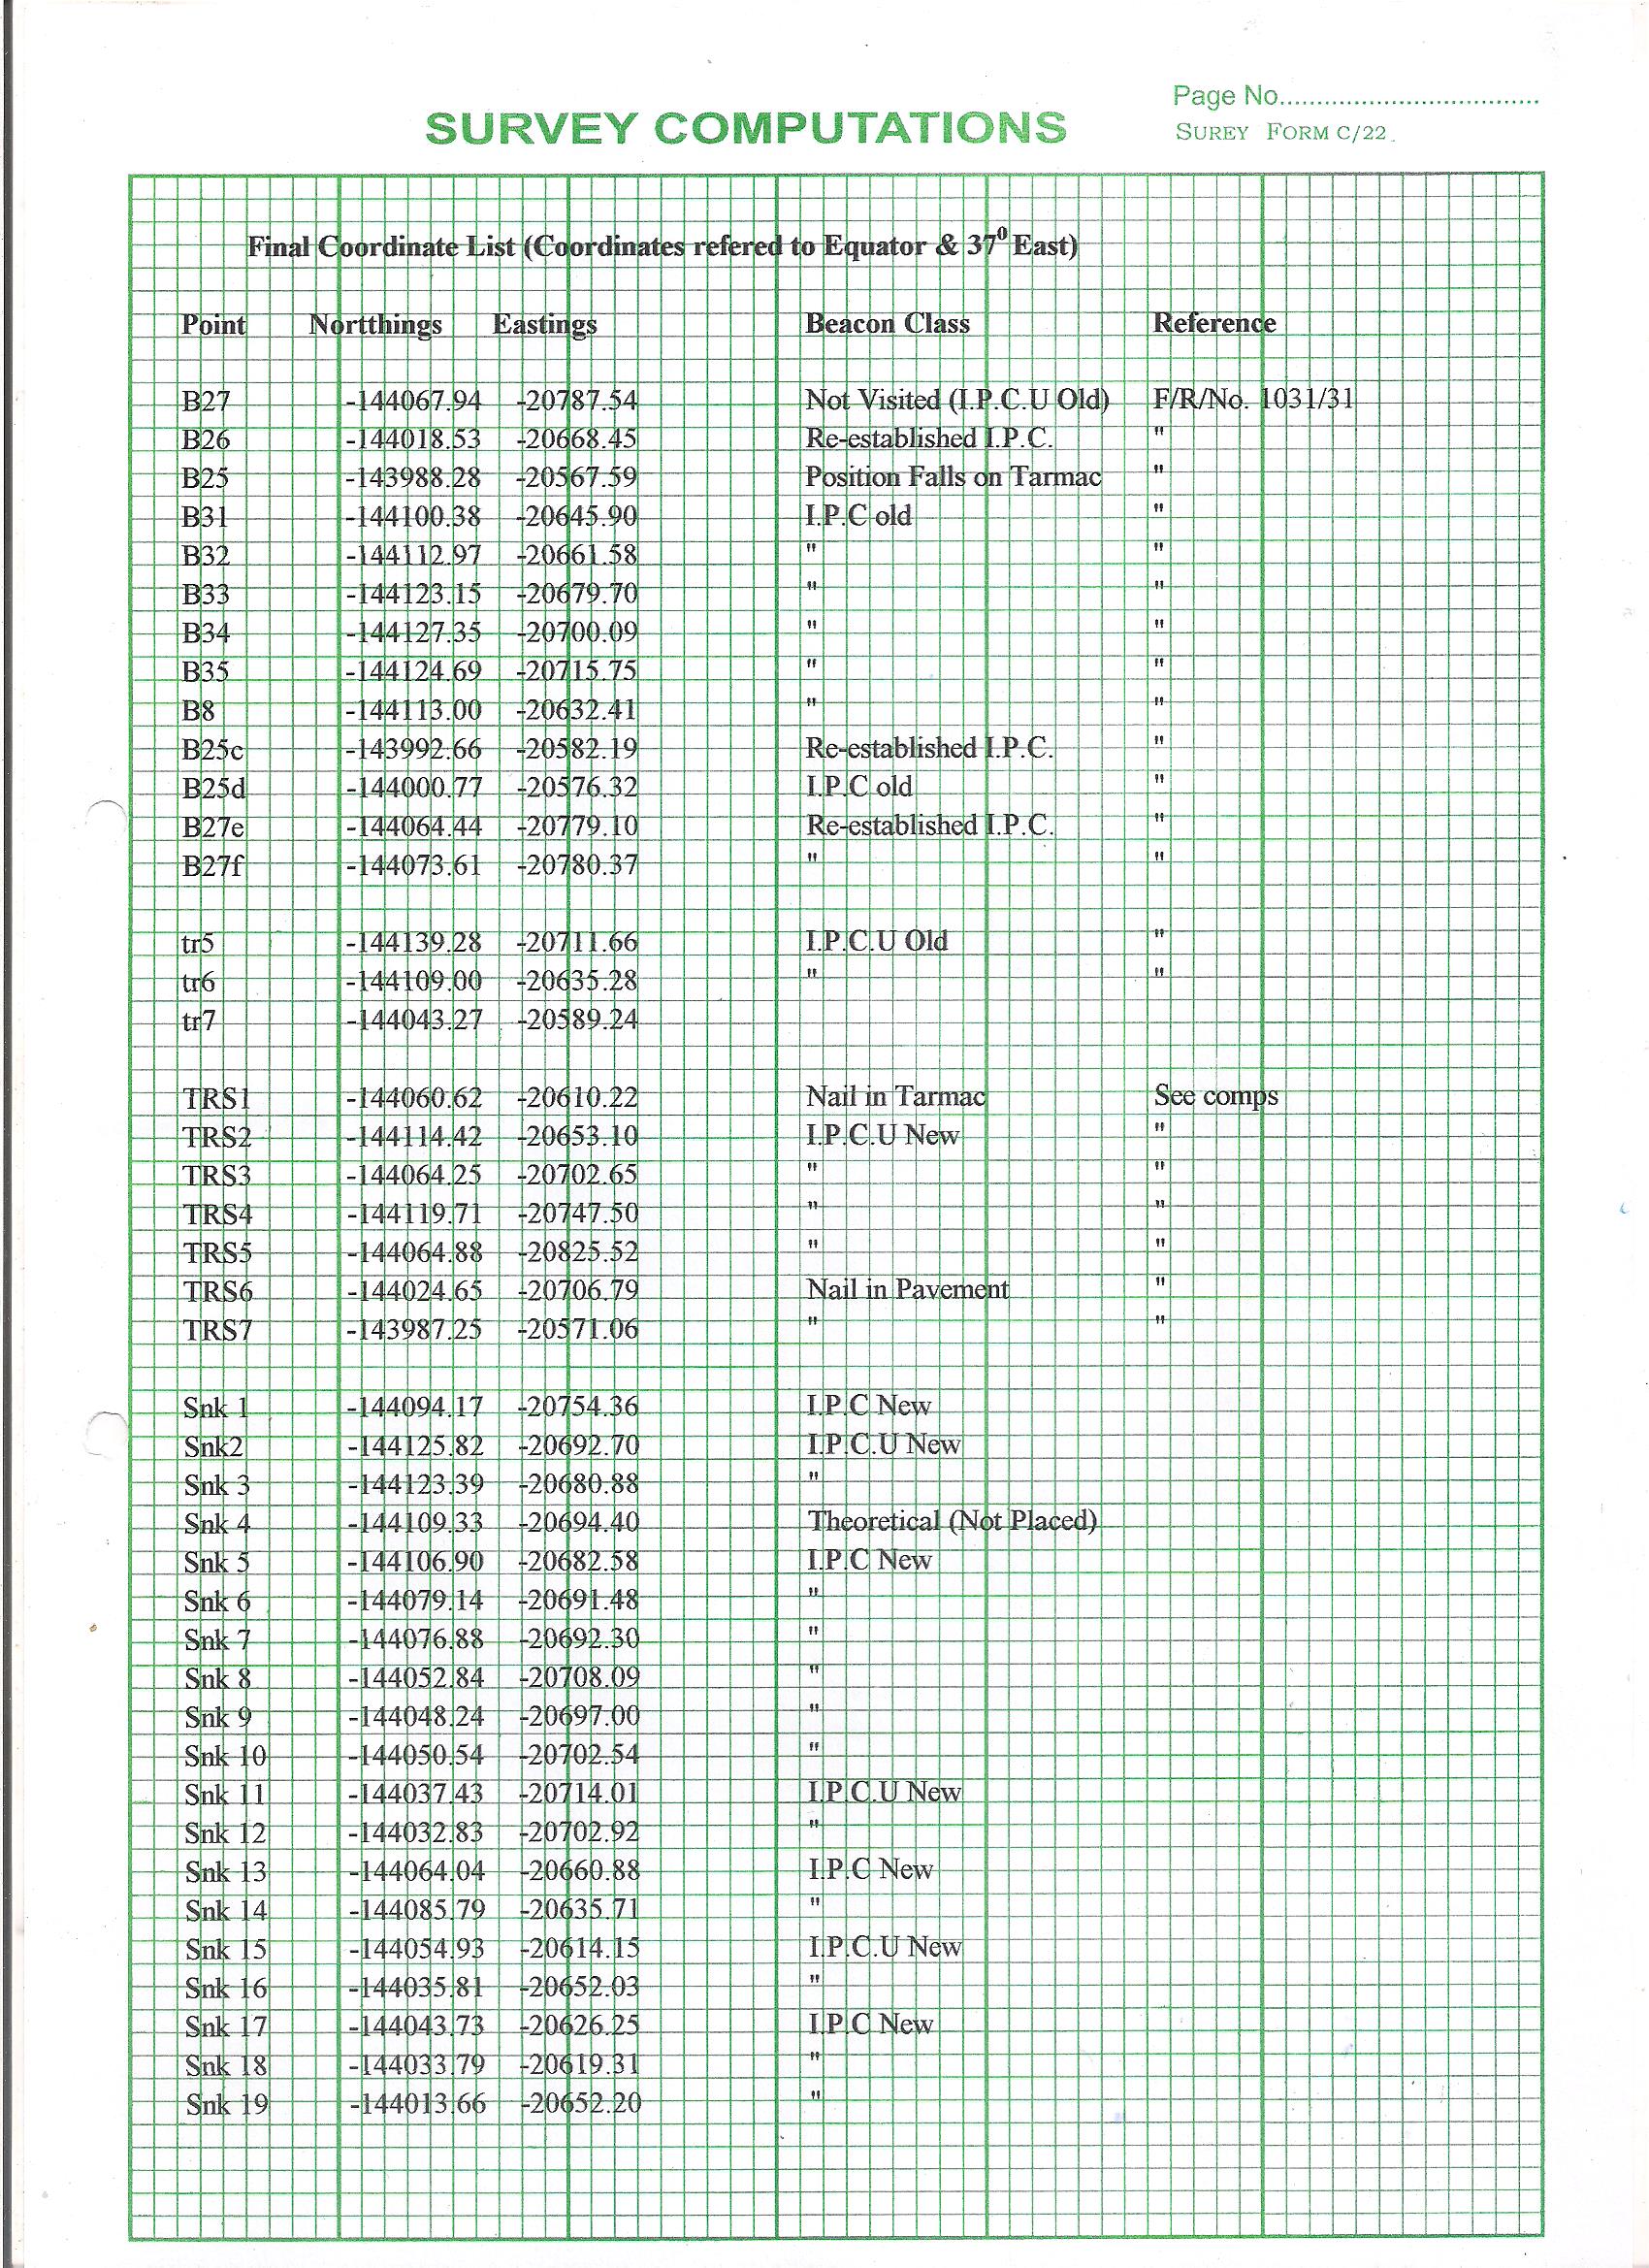 Page No.................................... 
SURVEY COMPUTATIONS
SUREY FORM C/22
Final Coordinate List (Coordinates refered to Equator & 37⁰ East)
Point Nortthings Eastings Beacon Class Reference
B27 -144067.94 -20787.54 Not Visited (I.P.C.U Old) F/R/No. 1031/31
B26 -144018.53 -20668.45 Re-established I.P.C. "
B25 -143988.28 -20567.59 Position Falls on Tarmac "
B31 -144100.38 -20645.90 I.P.C old "
B32 -144112.97 -20661.58 " "
B33 -144123.15 -20679.70 " "
B34 -144127.35 -20700.09 " "
B35 -144124.69 -20715.75 " "
B8 -144113.00 -20632.41 " "
B25c -143992.66 -20582.19 Re-established I.P.C. "
B25d -144000.77 -20576.32 I.P.C old "
B27e -144064.44 -20779.10 Re-established I.P.C. "
B27f -144073.61 -20780.37 " "
tr5 -144139.28 -20711.66 I.P.C.U Old "
tr6 -144109.00 -20635.28 " "
tr7 -144043.27 -20589.24
TRS1 -144060.62 -20610.22 Nail in Tarmac See comps
TRS2 -144114.42 -20653.10 I.P.C.U New "
TRS3 -144064.25 -20702.65 " "
TRS4 -144119.71 -20747.50 " "
TRS5 -144064.88 -20825.52 " "
TRS6 -144024.65 -20706.79 Nail in Pavement "
TRS7 -143987.25 -20571.06 " "
Snk 1 -144094.17 -20754.36 I.P.C New
Snk2 -144125.82 -20692.70 I.P.C.U New
Snk 3 -144123.39 -20680.88 "
Snk 4 -144109.33 -20694.40 Theoretical (Not Placed)
Snk 5 -144106.90 -20682.58 I.P.C New
Snk 6 -144079.14 -20691.48 "
Snk 7 -144076.88 -20692.30 "
Snk 8 -144052.84 -20708.09 "
Snk 9 -144048.24 -20697.00 "
Snk 10 -144050.54 -20702.54 "
Snk 11 -144037.43 -20714.01 I.P.C.U New
Snk 12 -144032.83 -20702.92 "
Snk 13 -144064.04 -20660.88 I.P.C New
Snk 14 -144085.79 -20635.71 "
Snk 15 -144054.93 -20614.15 I.P.C.U New
Snk 16 -144035.81 -20652.03 "
Snk 17 -144043.73 -20626.25 I.P.C New
Snk 18 -144033.79 -20619.31 "
Snk 19 -144013.66 -20652.20 "